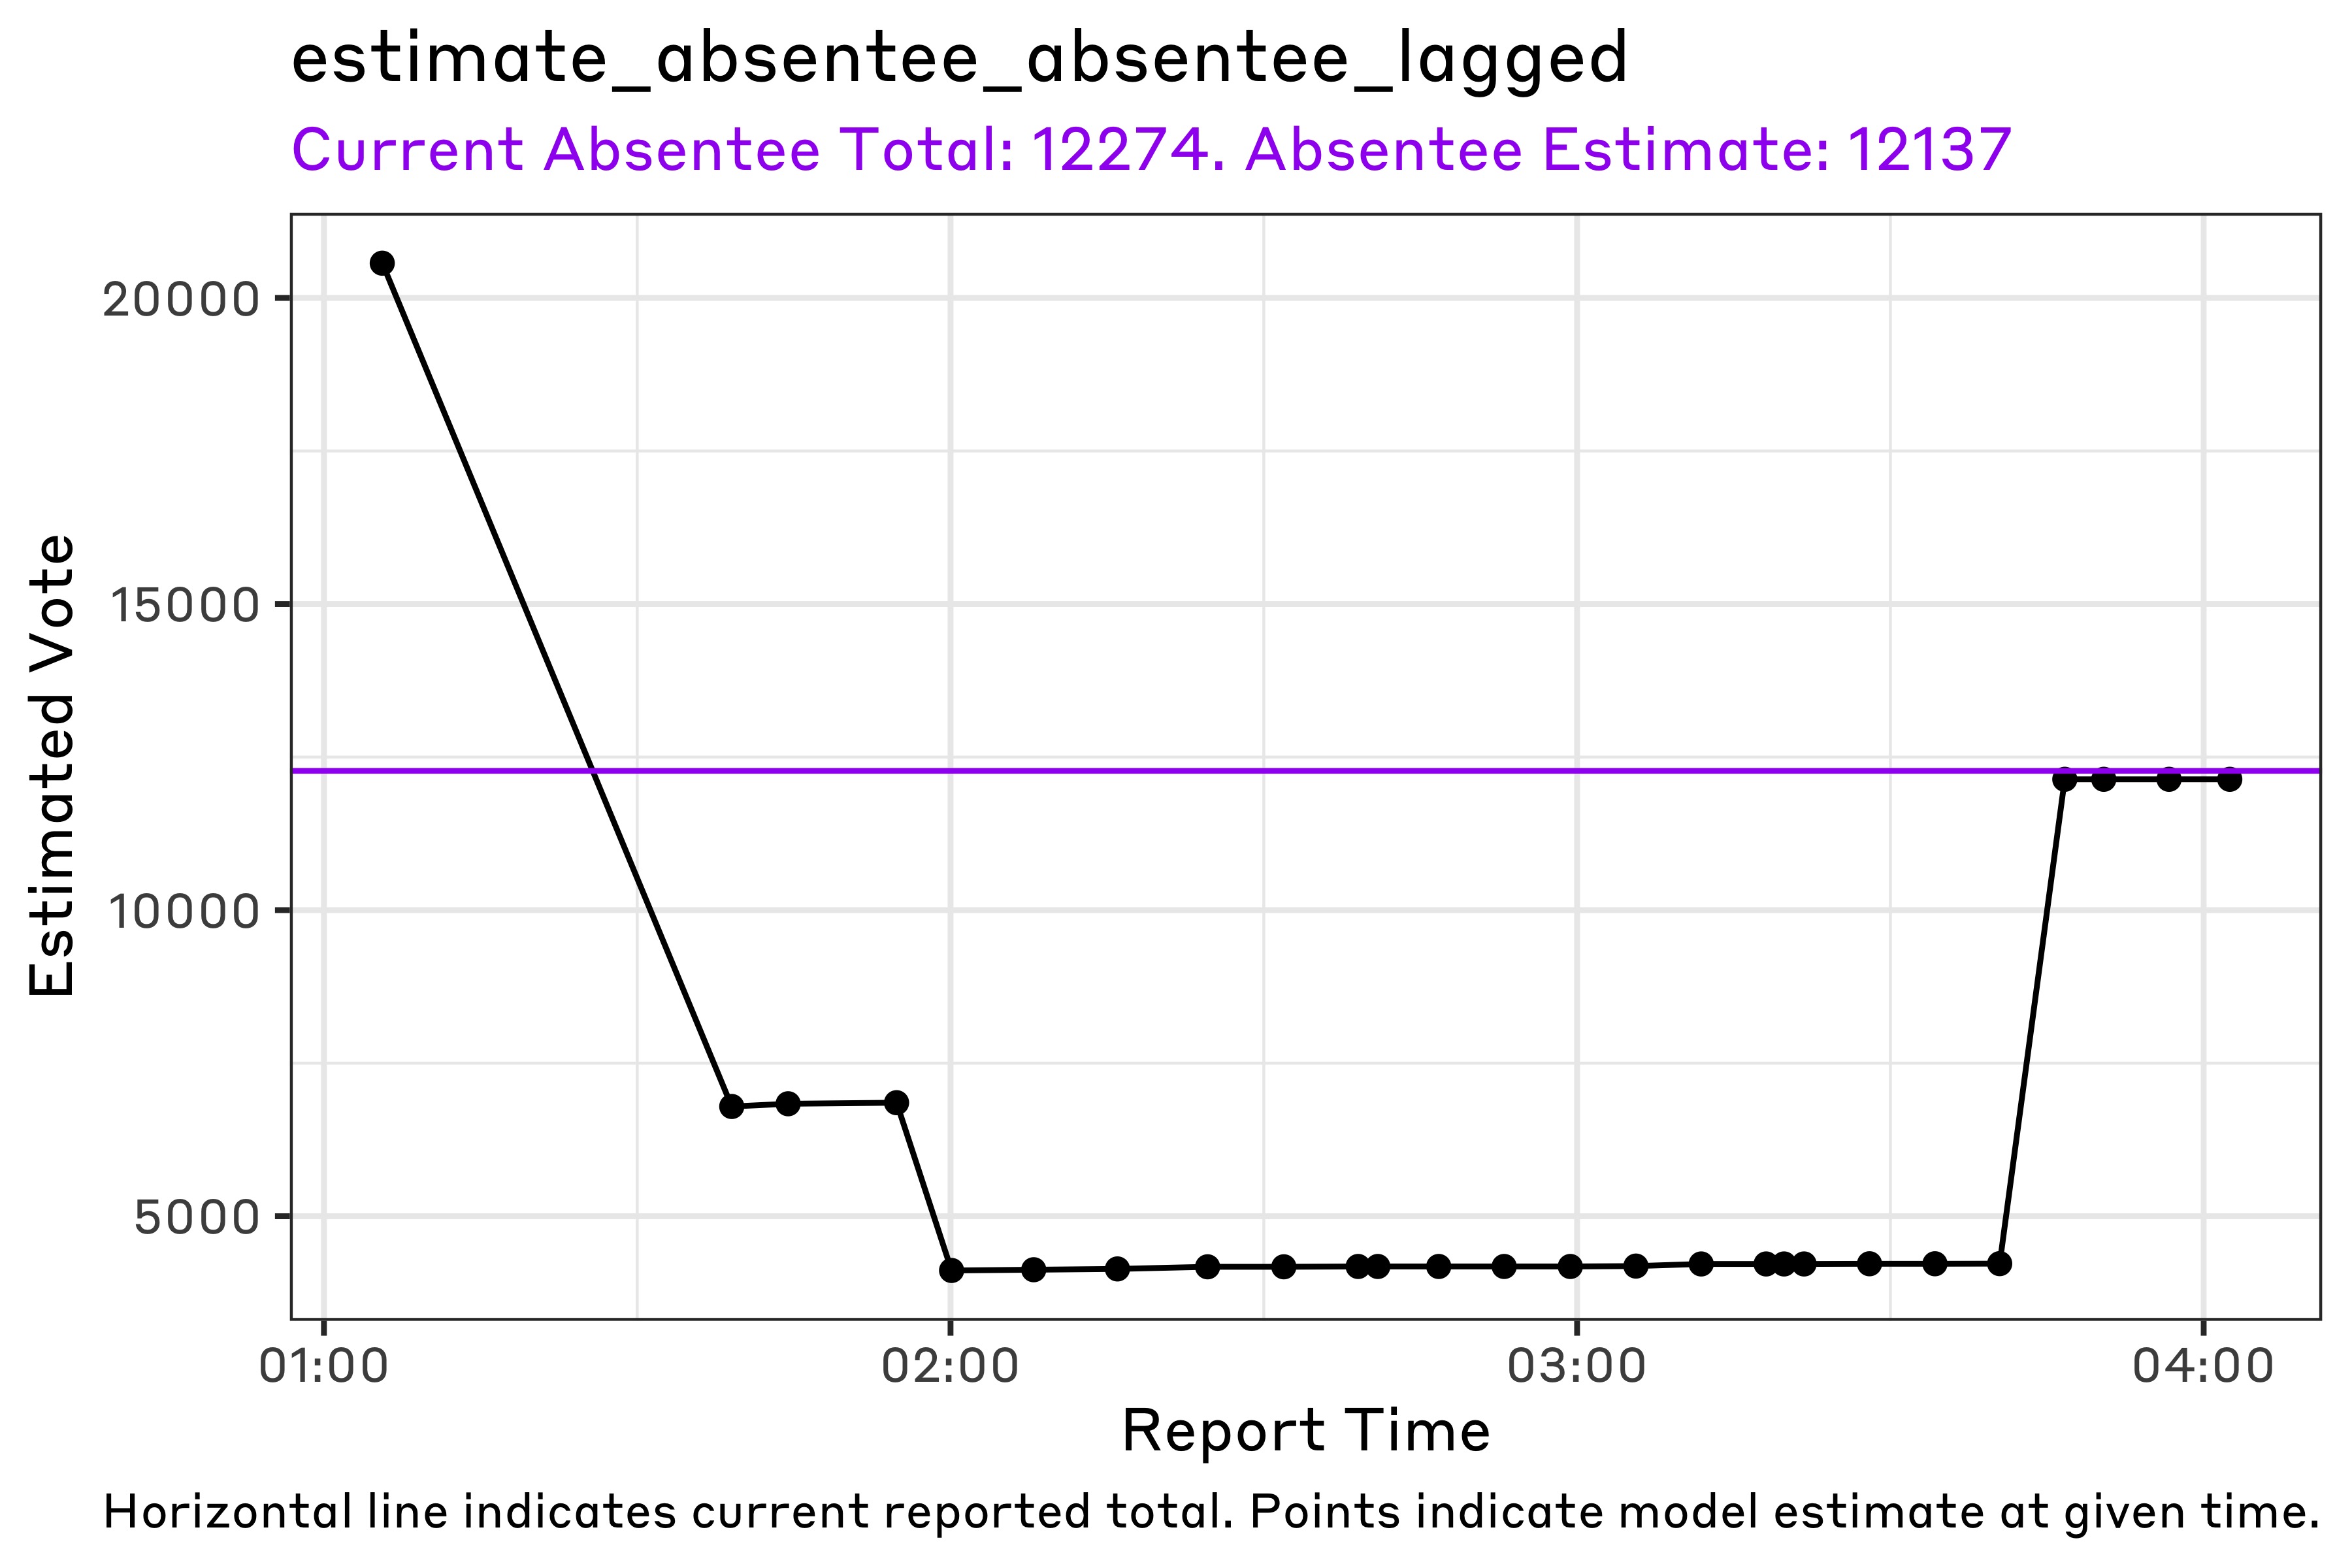 estimate_absentee_absentee_lagged
Current Absentee Total: 12274. Absentee Estimate: 12137
Estimated Vote
20000
15000
10000
5000
01:00 02:00 03:00 04:00
Report Time
Horizontal line indicates current reported total. Points indicate model estimate at given time.